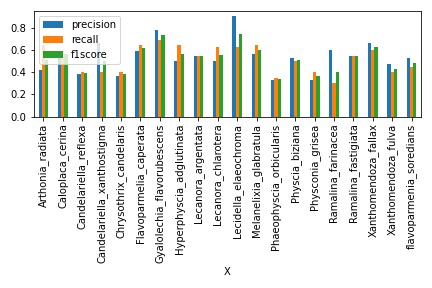 precision
recall
f1score
0.8
0.6
0.4
0.2
0.0
Arthonia_radiata
Caloplaca_cerina
Candelariella_reflexa
Candelariella_xanthostigma
Chrysothrix_candelaris
Flavoparmelia_caperata
Gyalolechia_flavorubescens
Hyperphyscia_adglutinata
Lecanora_argentata
Lecanora_chlarotera
Lecidella_elaeochroma
Melanelixia_glabratula
Phaeophyscia_orbicularis
Physcia_biziana
Physconia_grisea
Ramalina_farinacea
Ramalina_fastigiata
Xanthomendoza_fallax
Xanthomendoza_fulva
flavoparmenia_soredians
X